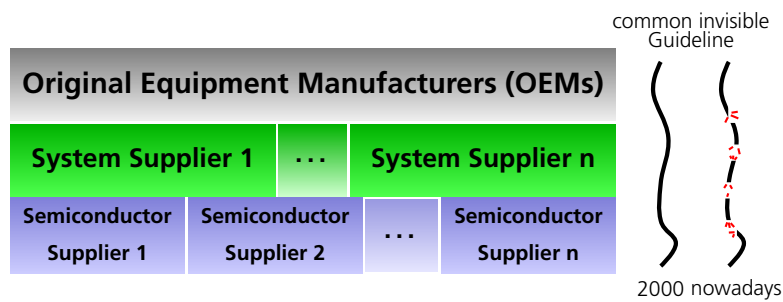 common invisible
Guideline
Original Equipment Manufacturers (OEMs)
System Supplier 1 ... System Supplier n
Semiconductor Semiconductor Semiconductor
Supplier 1 Supplier 2 ... Supplier n
2000 nowadays